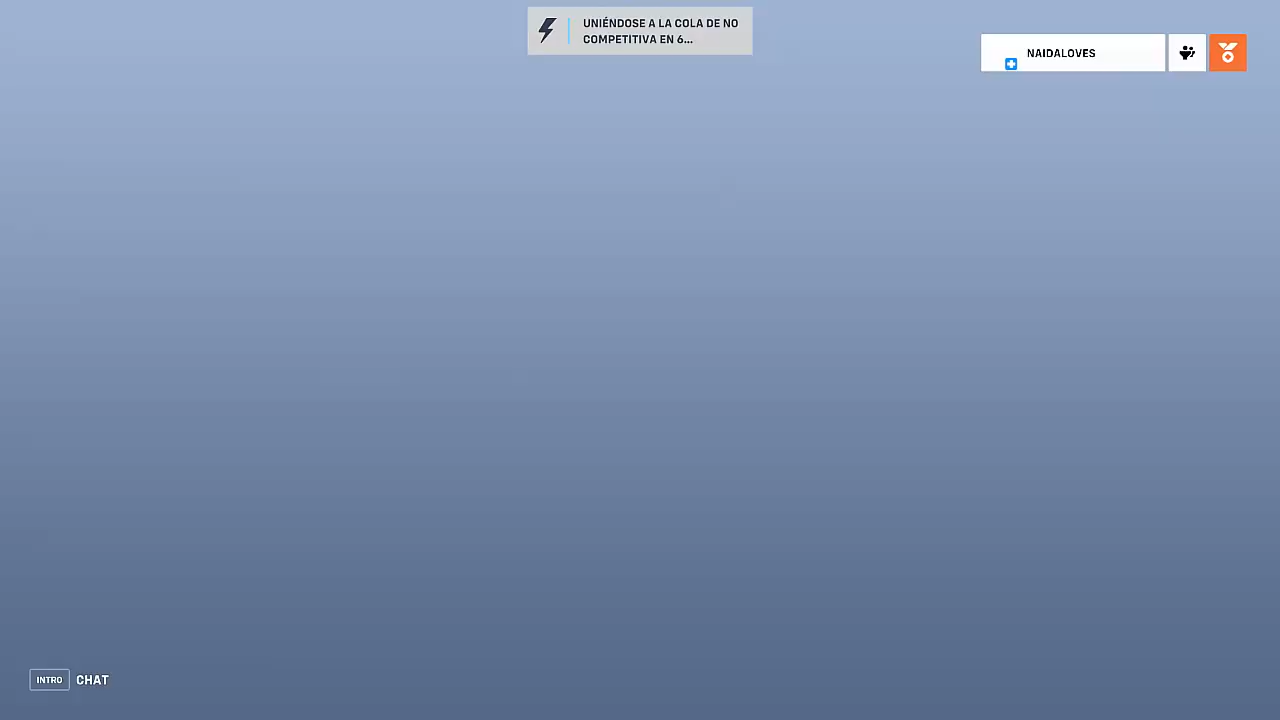 UNIÉNDOSE A LA COLA DE NO
COMPETITIVA EN 6...
NAIDALOVES
INTRO CHAT